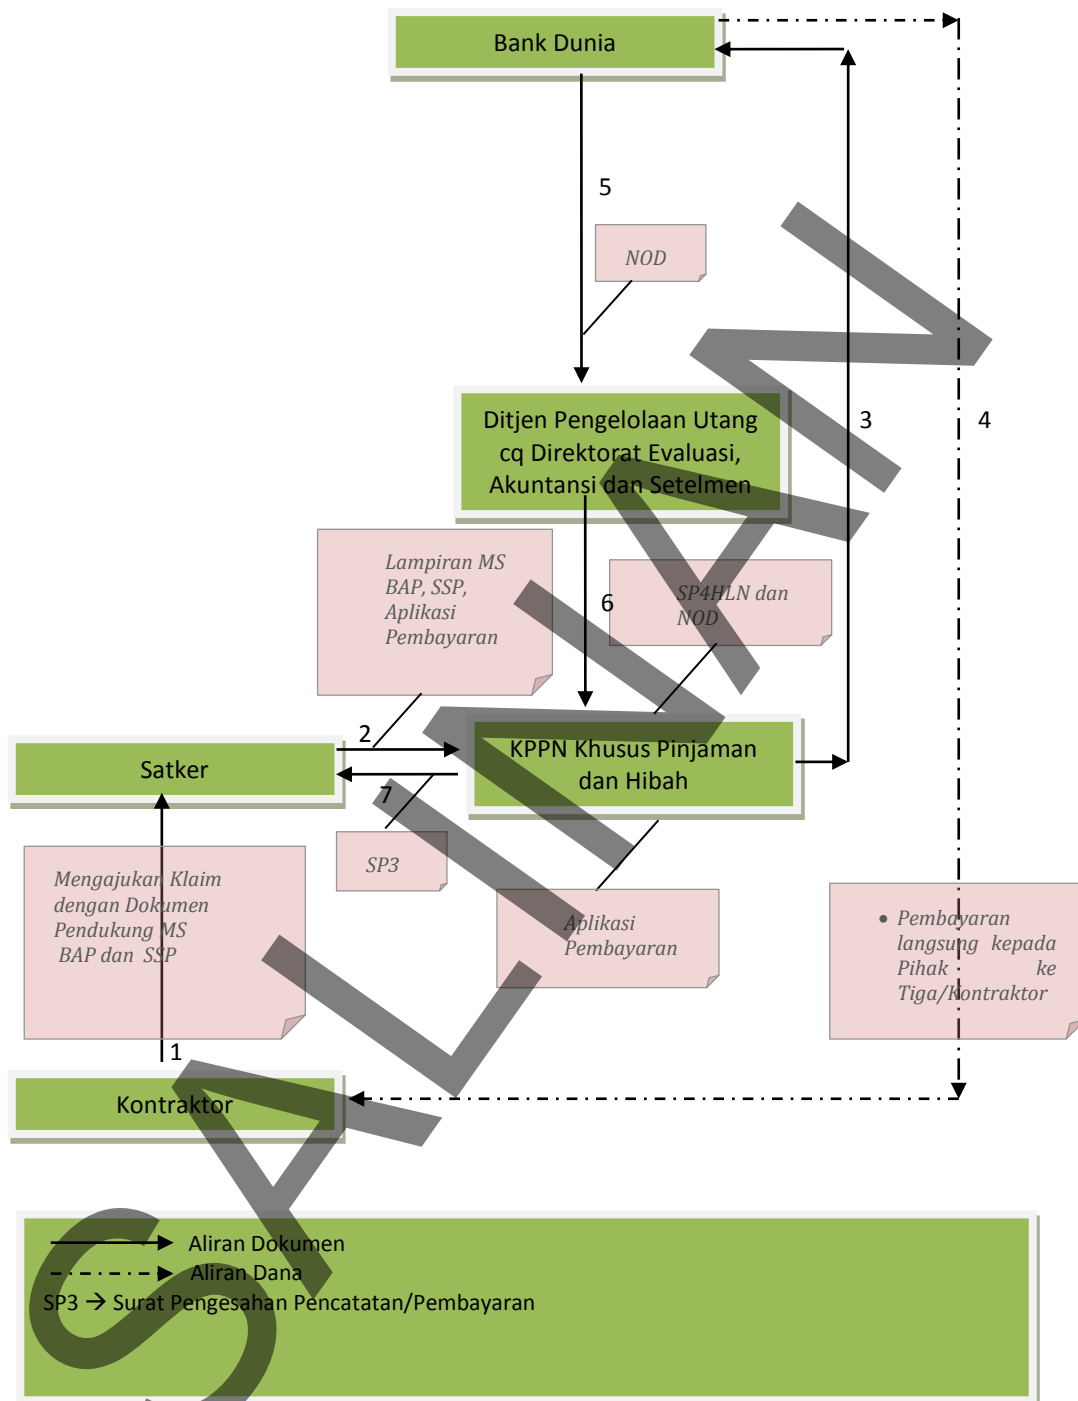 Bank Dunia
5
NOD
Ditjen Pengelolaan Utang
cq Direktorat Evaluasi,
Akuntansi dan Setelmen
3
4
Lampiran MS
BAP, SSP,
Aplikasi
Pembayaran
6
SP4HLN dan
NOD
2
Satker
KPPN Khusus Pinjaman
dan Hibah
7
SP3
Mengajukan Klaim
dengan Dokumen
Pendukung MS
BAP dan SSP
Aplikasi
Pembayaran
• Pembayaran
langsung kepada
Pihak ke
Tiga/Kontraktor
1
Kontraktor
Aliran Dokumen
Aliran Dana
SP3 → Surat Pengesahan Pencatatan/Pembayaran
SALINAN